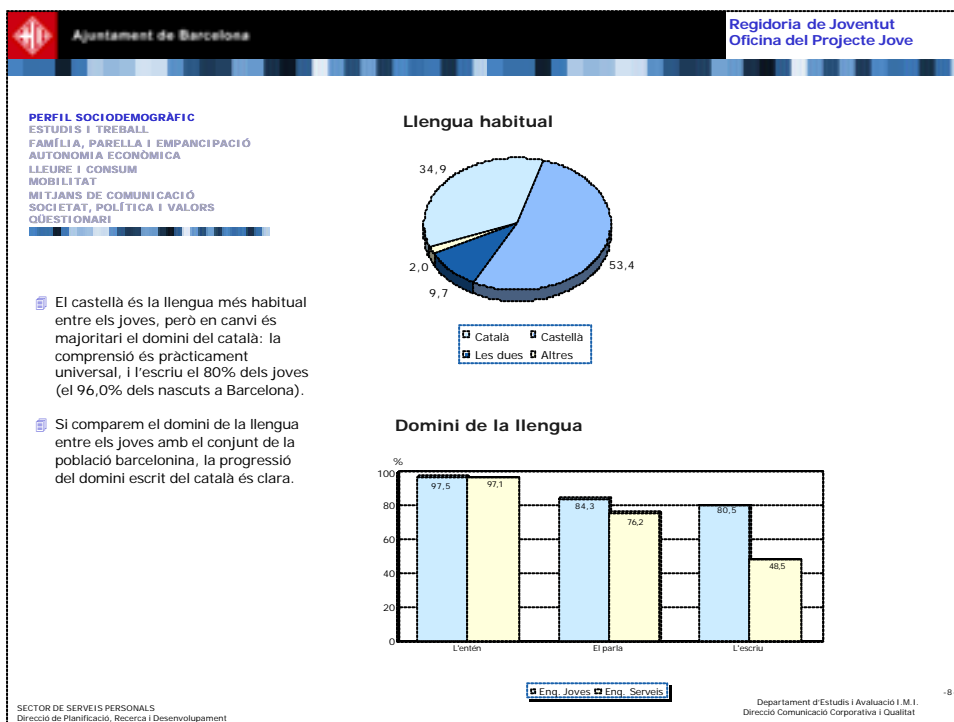 Ajuntament de Barcelona
Regidoria de Joventut
Oficina del Projecte Jove
PERFIL SOCIODEMOGRÀFIC
ESTUDIS I TREBALL
FAMÍLIA, PARELLA I EMPANCIPACIÓ
AUTONOMIA ECONÒMICA
LLEURE I CONSUM
MOBILITAT
MITJANS DE COMUNICACIÓ
SOCIETAT, POLÍTICA I VALORS
QÜESTIONARI
El castellà és la llengua més habitual
entre els joves, però en canvi és
majoritari el domini del català: la
comprensió és pràcticament
universal, i l'escriu el 80% dels joves
(el 96,0% dels nascuts a Barcelona).
Si comparem el domini de la llengua
entre els joves amb el conjunt de la
població barcelonina, la progressió
del domini escrit del català és clara.
Llengua habitual
34,9
53,4
2,0
9,7
Català Castellà
Les dues Altres
Domini de la llengua
%
100
80
60
40
20
0
97,5 97,1
84,3 76,2
80,5 48,5
L'entén El parla L'escriu
Enq. Joves Enq. Serveis
SECTOR DE SERVEIS PERSONALS
Direcció de Planificació, Recerca i Desenvolupament
-8
Departament d'Estudis i Avaluació I.M.I.
Direcció Comunicació Corporativa i Qualitat